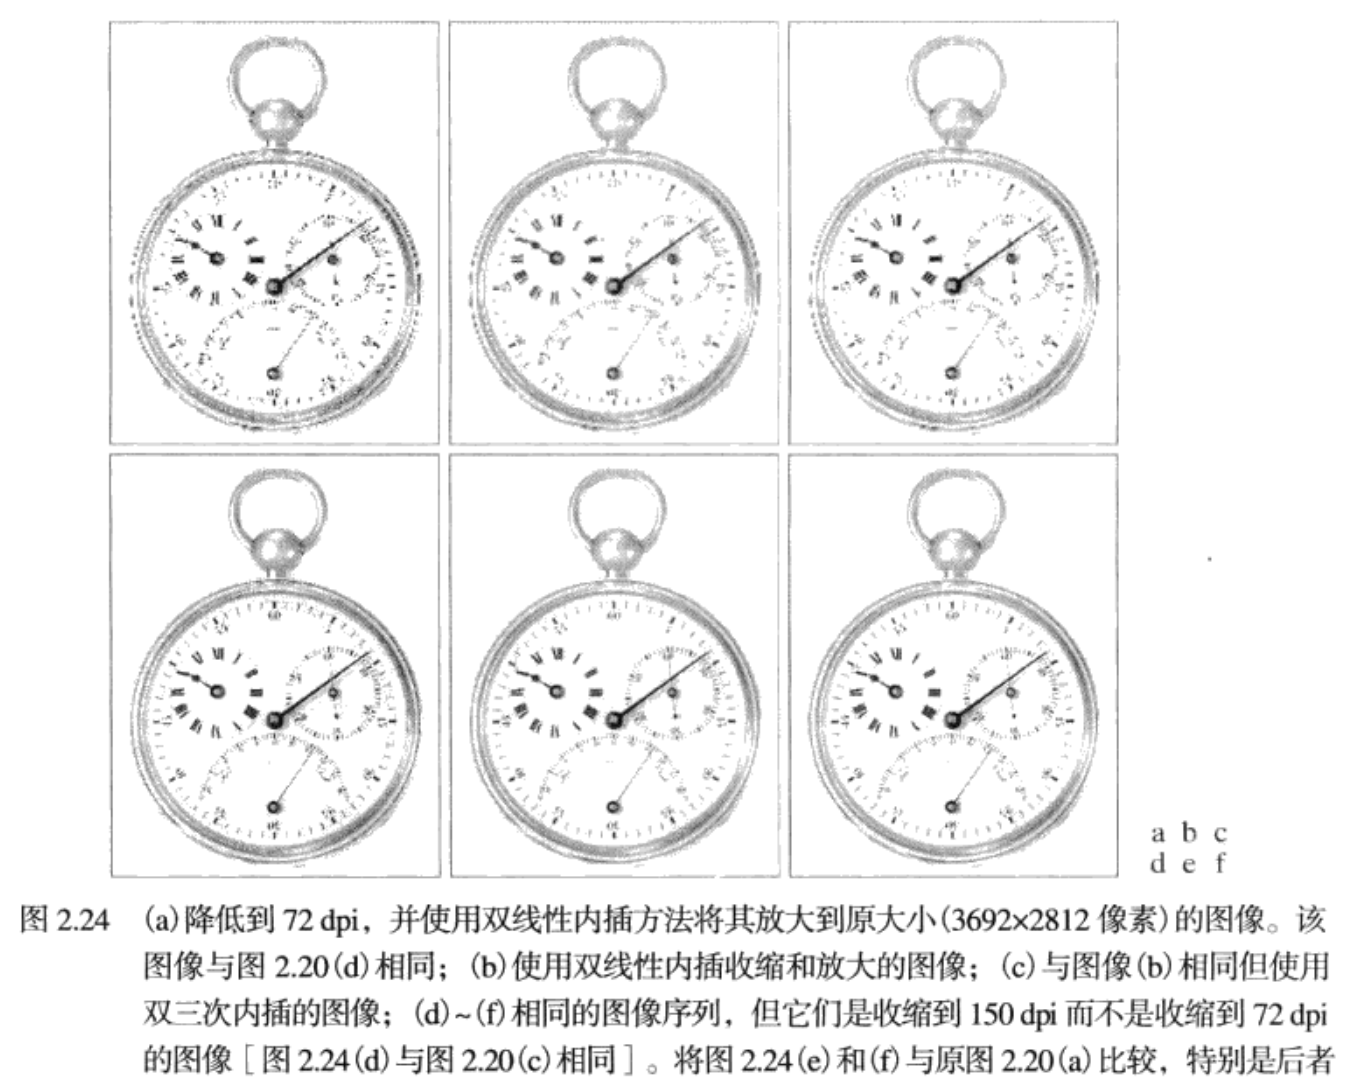 a b c
d e f
图 2.24 (a)降低到 72 dpi，并使用双线性内插方法将其放大到原大小(3692×2812 像素)的图像。该
图像与图 2.20(d)相同；(b)使用双线性内插收缩和放大的图像；(c)与图像(b)相同但使用
双三次内插的图像；(d)~(f)相同的图像序列，但它们是收缩到 150 dpi 而不是收缩到 72 dpi
的图像［图 2.24(d)与图 2.20(c)相同］。将图 2.24(e)和(f)与原图 2.20(a)比较，特别是后者